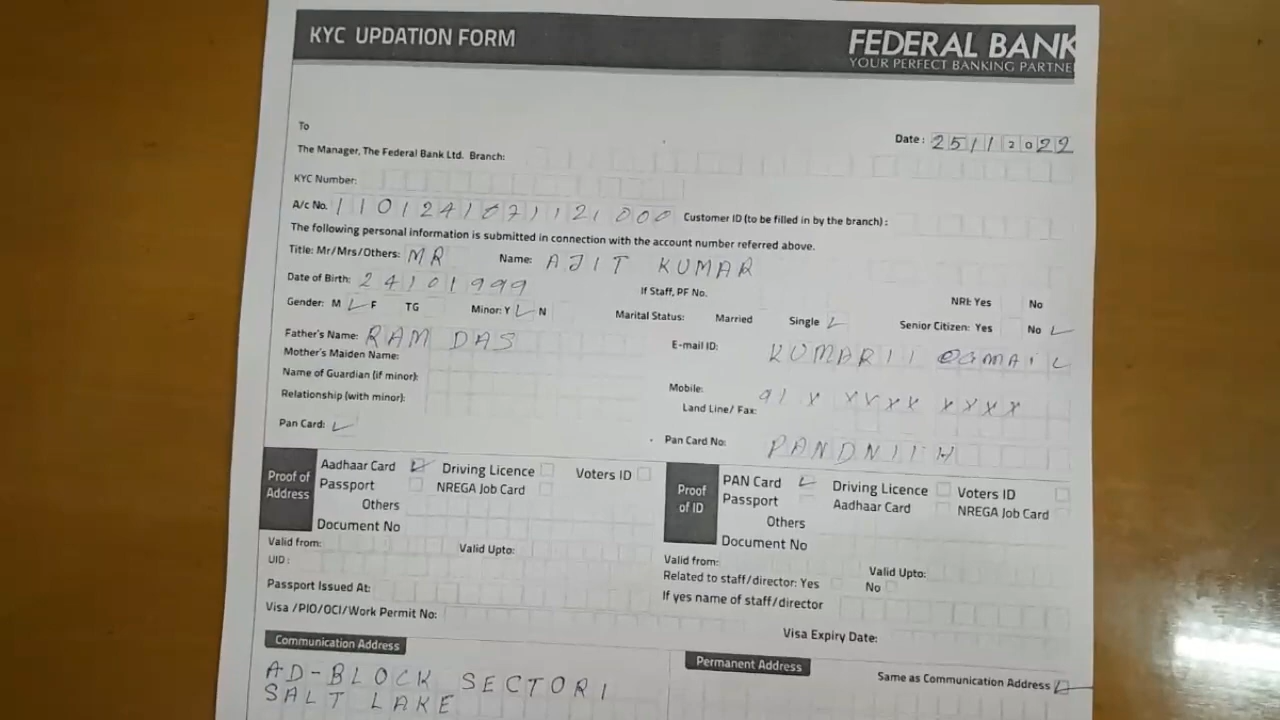 KYC UPDATION FORM
FEDERAL BANK
YOUR PERFECT BANKING PARTNE
To
Date : 25/1 2022
The Manager, The Federal Bank Ltd. Branch:
KYC Number:
A/c No. Customer ID (to be filled in by the branch) :
The following personal information is submitted in connection with the account number referred above.
Title: Mr/Mrs/Others: MR Name: AJIT KUMAR
Date of Birth: 24101999 If Staff, PF No.
NRI: Yes No
Gender: M F TG Minor: Y N Marital Status: Married Single Senior Citizen: Yes No
Father's Name: RAM DAS E-mail ID: KUMAR11 @GMAIL
Mother's Maiden Name:
Name of Guardian (if minor): Mobile: 91 X XXXX XXXX
Relationship (with minor): Land Line/ Fax:
Pan Card: Pan Card No: PANDN11H
Proof of Address
Aadhaar Card Driving Licence Voters ID
Passport NREGA Job Card
Others
Document No
Proof of ID
PAN Card Driving Licence Voters ID
Passport Aadhaar Card NREGA Job Card
Others
Document No
Valid from: Valid Upto:
UID :
Passport Issued At:
Visa /PIO/OCI/Work Permit No:
Valid from: Valid Upto:
Related to staff/director: Yes No
If yes name of staff/director
Visa Expiry Date:
Communication Address
AD-BLOCK SECTOR1
SALT LAKE
Permanent Address Same as Communication Address